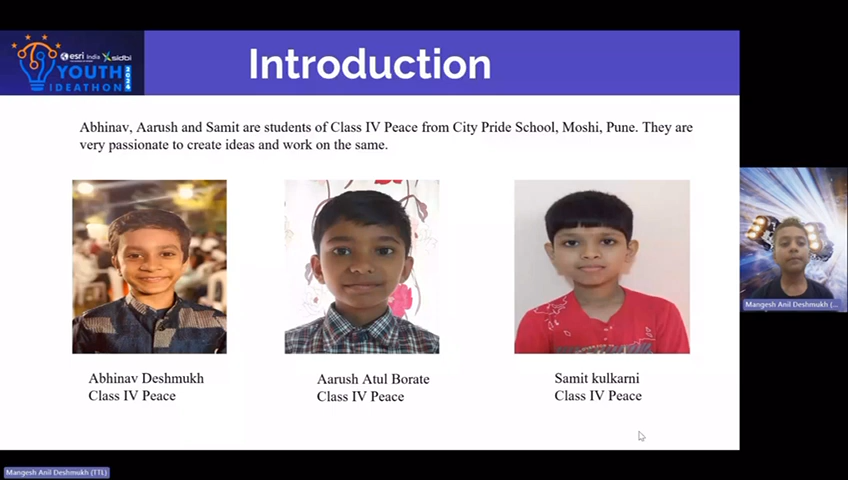 esri India
sidbi
YOUTH
IDEATHON
2024
Introduction
Abhinav, Aarush and Samit are students of Class IV Peace from City Pride School, Moshi, Pune. They are
very passionate to create ideas and work on the same.
Abhinav Deshmukh
Class IV Peace
Aarush Atul Borate
Class IV Peace
Samit kulkarni
Class IV Peace
Mangesh Anil Deshmukh (...
Mangesh Anil Deshmukh (TTL)